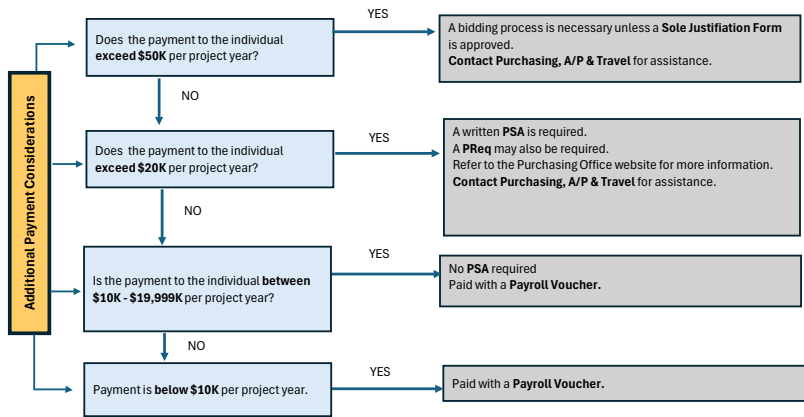 Additional Payment Considerations
Does the payment to the individual
exceed $50K per project year?
YES
A bidding process is necessary unless a Sole Justifiation Form
is approved.
Contact Purchasing, A/P & Travel for assistance.
NO
Does the payment to the individual
exceed $20K per project year?
YES
A written PSA is required.
A PReq may also be required.
Refer to the Purchasing Office website for more information.
Contact Purchasing, A/P & Travel for assistance.
NO
Is the payment to the individual between
$10K - $19,999K per project year?
YES
No PSA required
Paid with a Payroll Voucher.
NO
Payment is below $10K per project year.
YES
Paid with a Payroll Voucher.